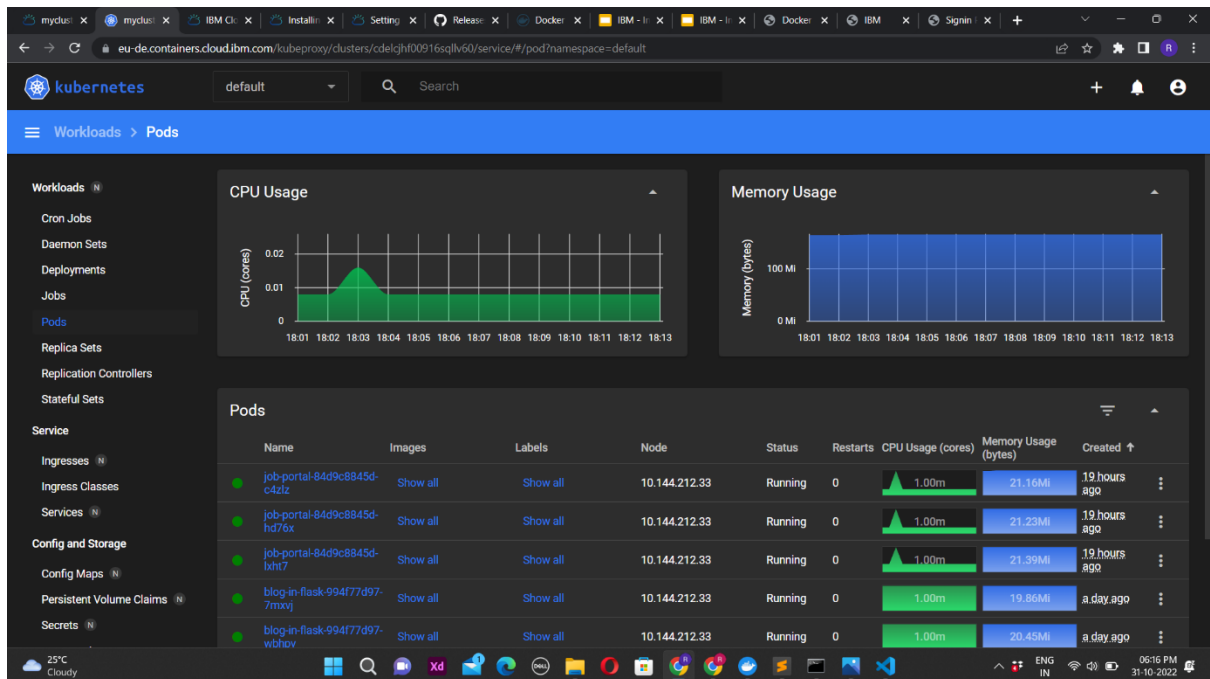 myclust
myclust
IBM Clo
Installin
Setting
Release
Docker
IBM - In
IBM - In
Docker
IBM
Signin
eu-de.containers.cloud.ibm.com/kubeproxy/clusters/cdelcjhf00916sqllv60/service/#/pod?namespace=default
R
kubernetes
default
Search
Workloads > Pods
Workloads N
Cron Jobs
Daemon Sets
Deployments
Jobs
Pods
Replica Sets
Replication Controllers
Stateful Sets
Service
Ingresses N
Ingress Classes
Services N
Config and Storage
Config Maps N
Persistent Volume Claims N
Secrets N
CPU Usage
CPU (cores)
0.02
0.01
0
18:01 18:02 18:03 18:04 18:05 18:06 18:07 18:08 18:09 18:10 18:11 18:12 18:13
Memory Usage
Memory (bytes)
100 Mi
0 Mi
18:01 18:02 18:03 18:04 18:05 18:06 18:07 18:08 18:09 18:10 18:11 18:12 18:13
Pods
Name Images Labels Node Status Restarts CPU Usage (cores) Memory Usage (bytes) Created
job-portal-84d9c8845d-c4zlz Show all Show all 10.144.212.33 Running 0 1.00m 21.16Mi 19 hours ago
job-portal-84d9c8845d-hd76x Show all Show all 10.144.212.33 Running 0 1.00m 21.23Mi 19 hours ago
job-portal-84d9c8845d-lxht7 Show all Show all 10.144.212.33 Running 0 1.00m 21.39Mi 19 hours ago
blog-in-flask-994f77d97-7mxvj Show all Show all 10.144.212.33 Running 0 1.00m 19.86Mi a day ago
blog-in-flask-994f77d97-wbhpv Show all Show all 10.144.212.33 Running 0 1.00m 20.45Mi a day ago
25°C
Cloudy
Xd
1
DELL
ENG
IN
06:16 PM
31-10-2022